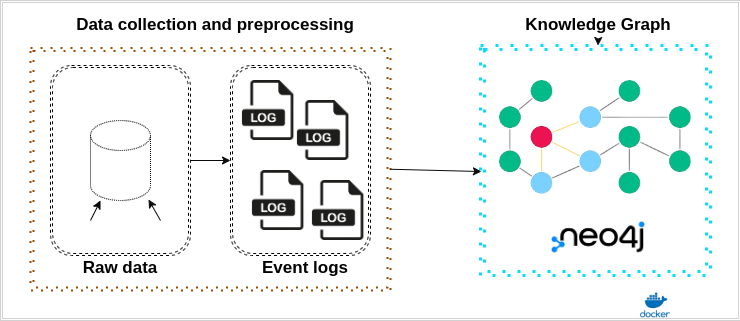 Data collection and preprocessing
Knowledge Graph
LOG
LOG
LOG
LOG
neo4j
Raw data
Event logs
docker